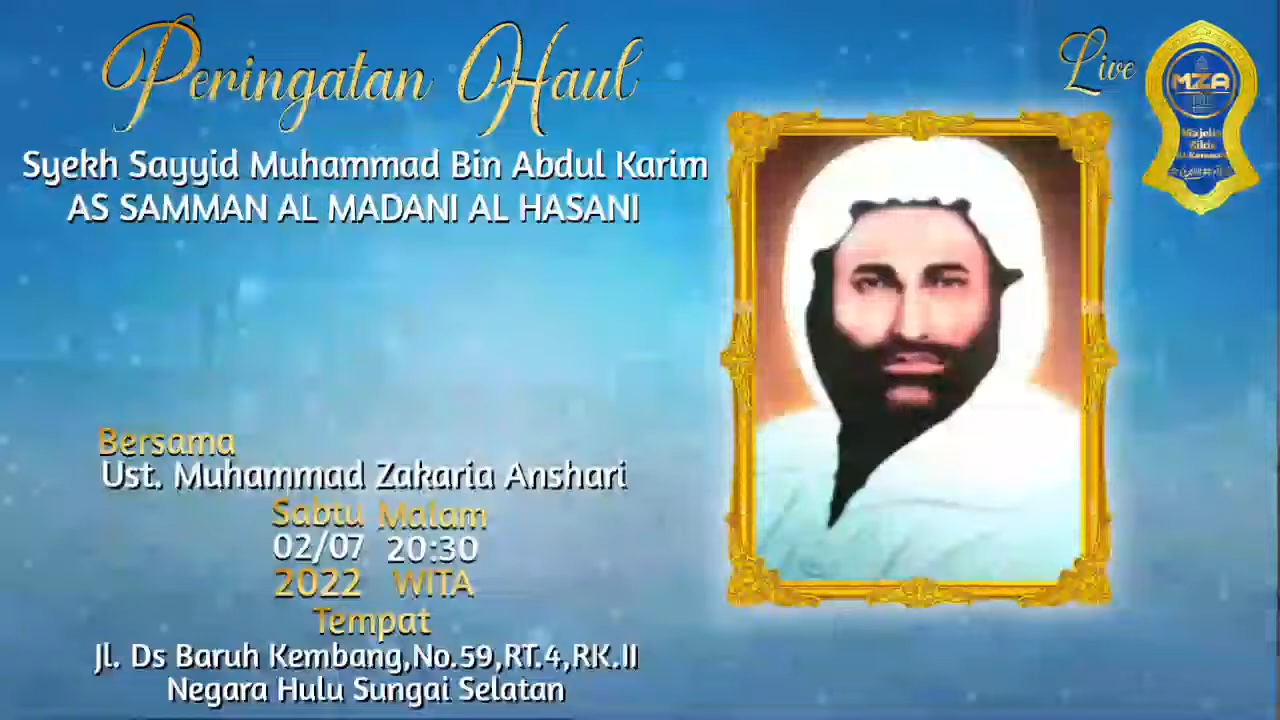 Peringatan Haul
Syekh Sayyid Muhammad Bin Abdul Karim
AS SAMMAN AL MADANI AL HASANI
Live
MZA
Majelis
Zikir
Bersama
Ust. Muhammad Zakaria Anshari
Sabtu Malam
02/07 20:30
2022 WITA
Tempat
Jl. Ds Baruh Kembang,No.59,RT.4,RK.II
Negara Hulu Sungai Selatan